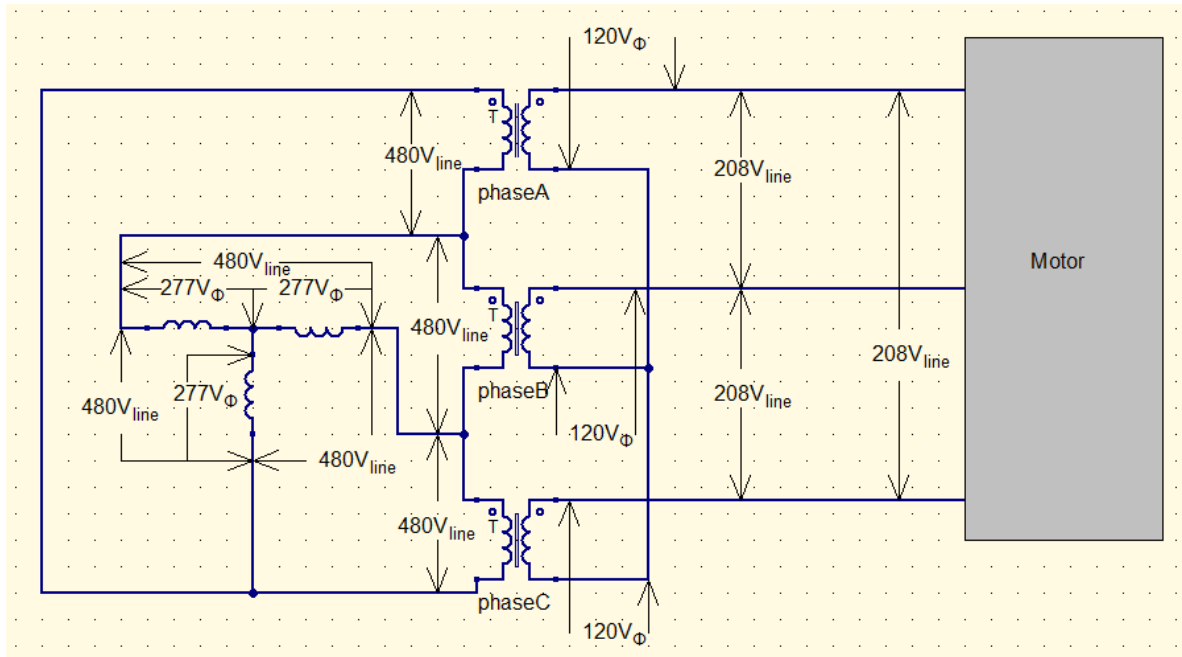 120VΦ
T
480Vline
208Vline
phaseA
480Vline
Motor
277VΦ 277VΦ
T
480Vline
208Vline
277VΦ
phaseB
208Vline
480Vline
120VΦ
480Vline
T
480Vline
phaseC
120VΦ